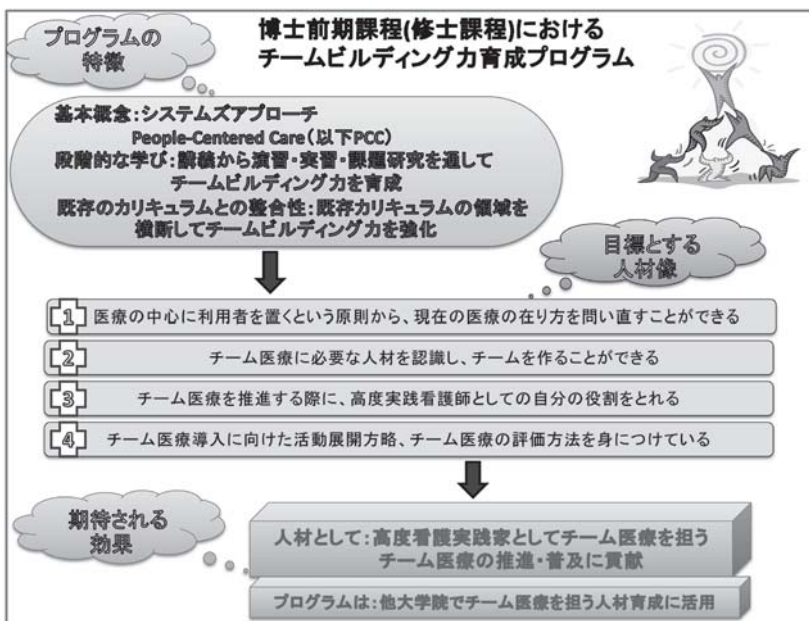 博士前期課程(修士課程)における
チームビルディング力育成プログラム
プログラムの
特徴
基本概念：システムズアプローチ
People-Centered Care（以下PCC）
段階的な学び：講義から演習・実習・課題研究を通して
チームビルディング力を育成
既存のカリキュラムとの整合性：既存カリキュラムの領域を
横断してチームビルディング力を強化
目標とする
人材像
1 医療の中心に利用者を置くという原則から、現在の医療の在り方を問い直すことができる
2 チーム医療に必要な人材を認識し、チームを作ることができる
3 チーム医療を推進する際に、高度実践看護師としての自分の役割をとれる
4 チーム医療導入に向けた活動展開方略、チーム医療の評価方法を身につけている
期待される
効果
人材として：高度看護実践家としてチーム医療を担う
チーム医療の推進・普及に貢献
プログラムは：他大学院でチーム医療を担う人材育成に活用